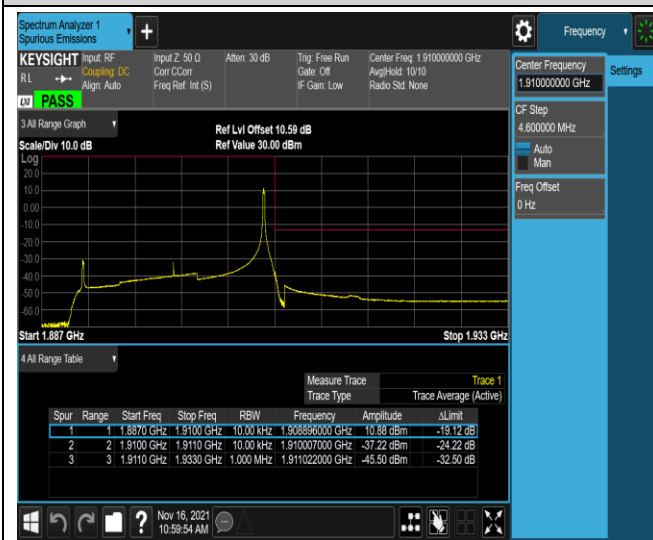 Spectrum Analyzer 1
Spurious Emissions
+
Frequency
KEYSIGHT Input: RF Input Z: 50 Ω Atten: 30 dB Trig: Free Run Center Freq: 1.910000000 GHz
RL Coupling: DC Corr CCorr Gate: Off Avg|Hold: 10/10
Align: Auto Freq Ref: Int (S) IF Gain: Low Radio Std: None
LXI PASS
Center Frequency
1.910000000 GHz
Settings
CF Step
4.600000 MHz
Auto
Man
Freq Offset
0 Hz
3 All Range Graph
Ref Lvl Offset 10.59 dB
Scale/Div 10.0 dB Ref Value 30.00 dBm
Log
20.0
10.0
0.00
-10.0
-20.0
-30.0
-40.0
-50.0
-60.0
Start 1.887 GHz Stop 1.933 GHz
4 All Range Table
Measure Trace Trace 1
Trace Type Trace Average (Active)
Spur Range Start Freq Stop Freq RBW Frequency Amplitude ΔLimit
1 1 1.8870 GHz 1.9100 GHz 10.00 kHz 1.908896000 GHz 10.88 dBm -19.12 dB
2 2 1.9100 GHz 1.9110 GHz 10.00 kHz 1.910007000 GHz -37.22 dBm -24.22 dB
3 3 1.9110 GHz 1.9330 GHz 1.000 MHz 1.911022000 GHz -45.50 dBm -32.50 dB
? Nov 16, 2021
10:59:54 AM